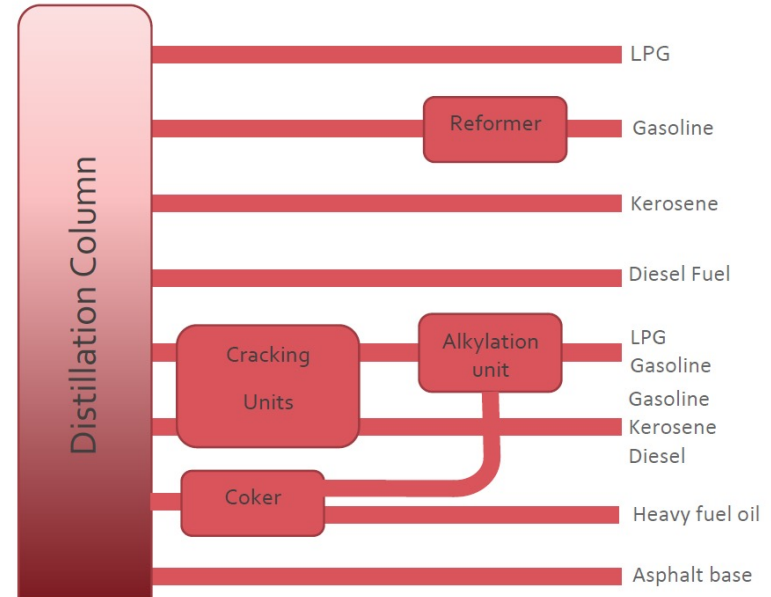 Distillation Column
LPG
Reformer
Gasoline
Kerosene
Diesel Fuel
Cracking
Units
Alkylation
unit
LPG
Gasoline
Gasoline
Kerosene
Diesel
Coker
Heavy fuel oil
Asphalt base